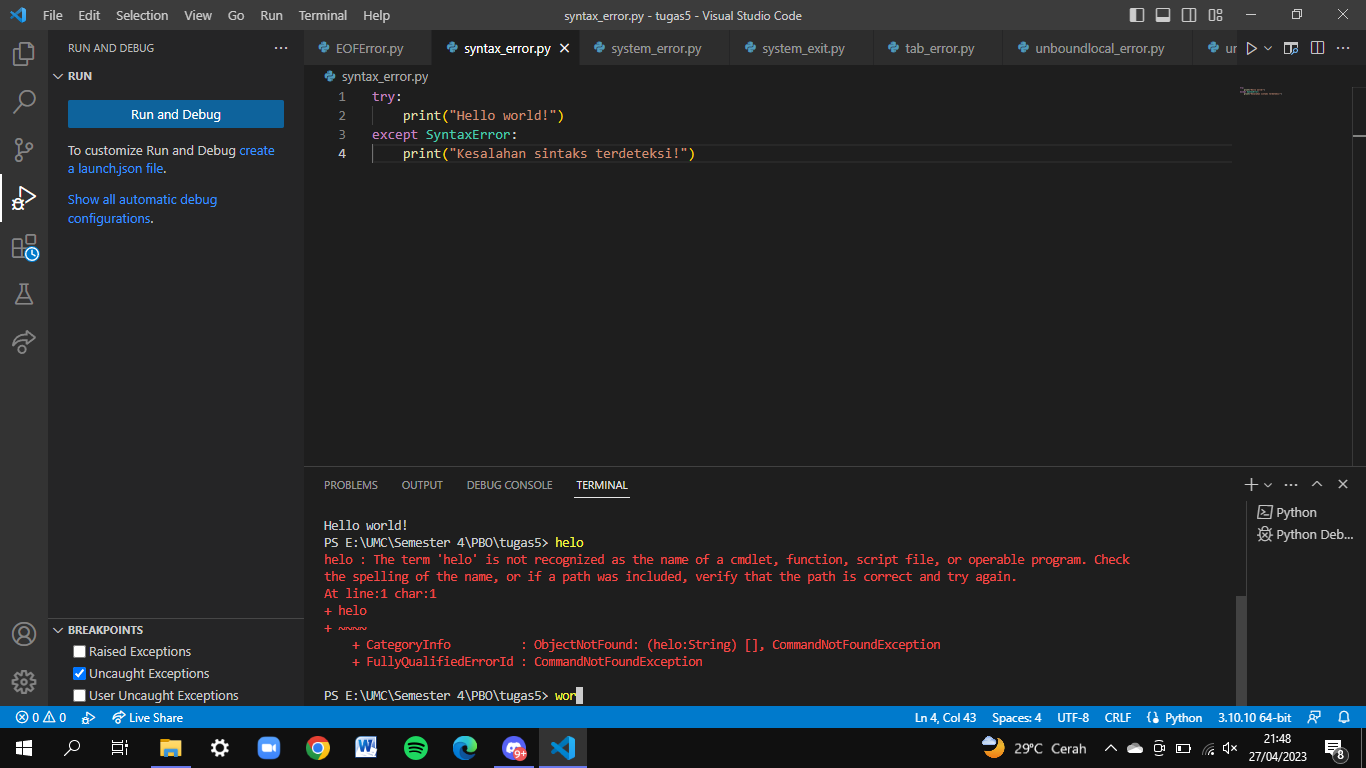 File Edit Selection View Go Run Terminal Help
syntax_error.py - tugas5 - Visual Studio Code
RUN AND DEBUG
RUN
Run and Debug
To customize Run and Debug create
a launch.json file.
Show all automatic debug
configurations.
BREAKPOINTS
Raised Exceptions
Uncaught Exceptions
User Uncaught Exceptions
EOFError.py syntax_error.py system_error.py system_exit.py tab_error.py unboundlocal_error.py
syntax_error.py
1 try:
2 print("Hello world!")
3 except SyntaxError:
4 print("Kesalahan sintaks terdeteksi!")
PROBLEMS OUTPUT DEBUG CONSOLE TERMINAL
Hello world!
PS E:\UMC\Semester 4\PBO\tugas5> helo
helo : The term 'helo' is not recognized as the name of a cmdlet, function, script file, or operable program. Check
the spelling of the name, or if a path was included, verify that the path is correct and try again.
At line:1 char:1
+ helo
+ ~~~~
+ CategoryInfo : ObjectNotFound: (helo:String) [], CommandNotFoundException
+ FullyQualifiedErrorId : CommandNotFoundException
PS E:\UMC\Semester 4\PBO\tugas5> wor
Python
Python Deb...
0 0 Live Share
Ln 4, Col 43 Spaces: 4 UTF-8 CRLF Python 3.10.10 64-bit
9+
29°C Cerah
21:48
27/04/2023
8